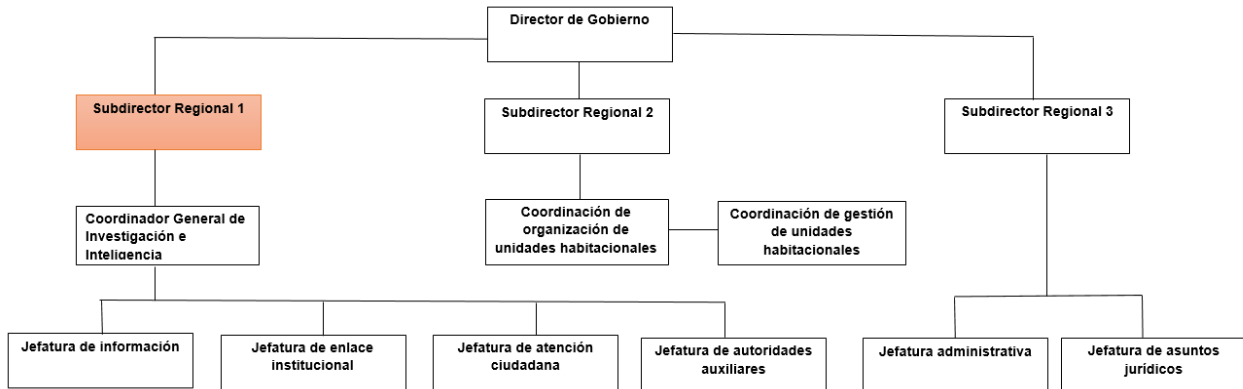 Director de Gobierno
Subdirector Regional 1
Subdirector Regional 2
Subdirector Regional 3
Coordinador General de
Investigación e
Inteligencia
Coordinación de
organización de
unidades habitacionales
Coordinación de gestión
de unidades
habitacionales
Jefatura de información
Jefatura de enlace
institucional
Jefatura de atención
ciudadana
Jefatura de autoridades
auxiliares
Jefatura administrativa
Jefatura de asuntos
jurídicos